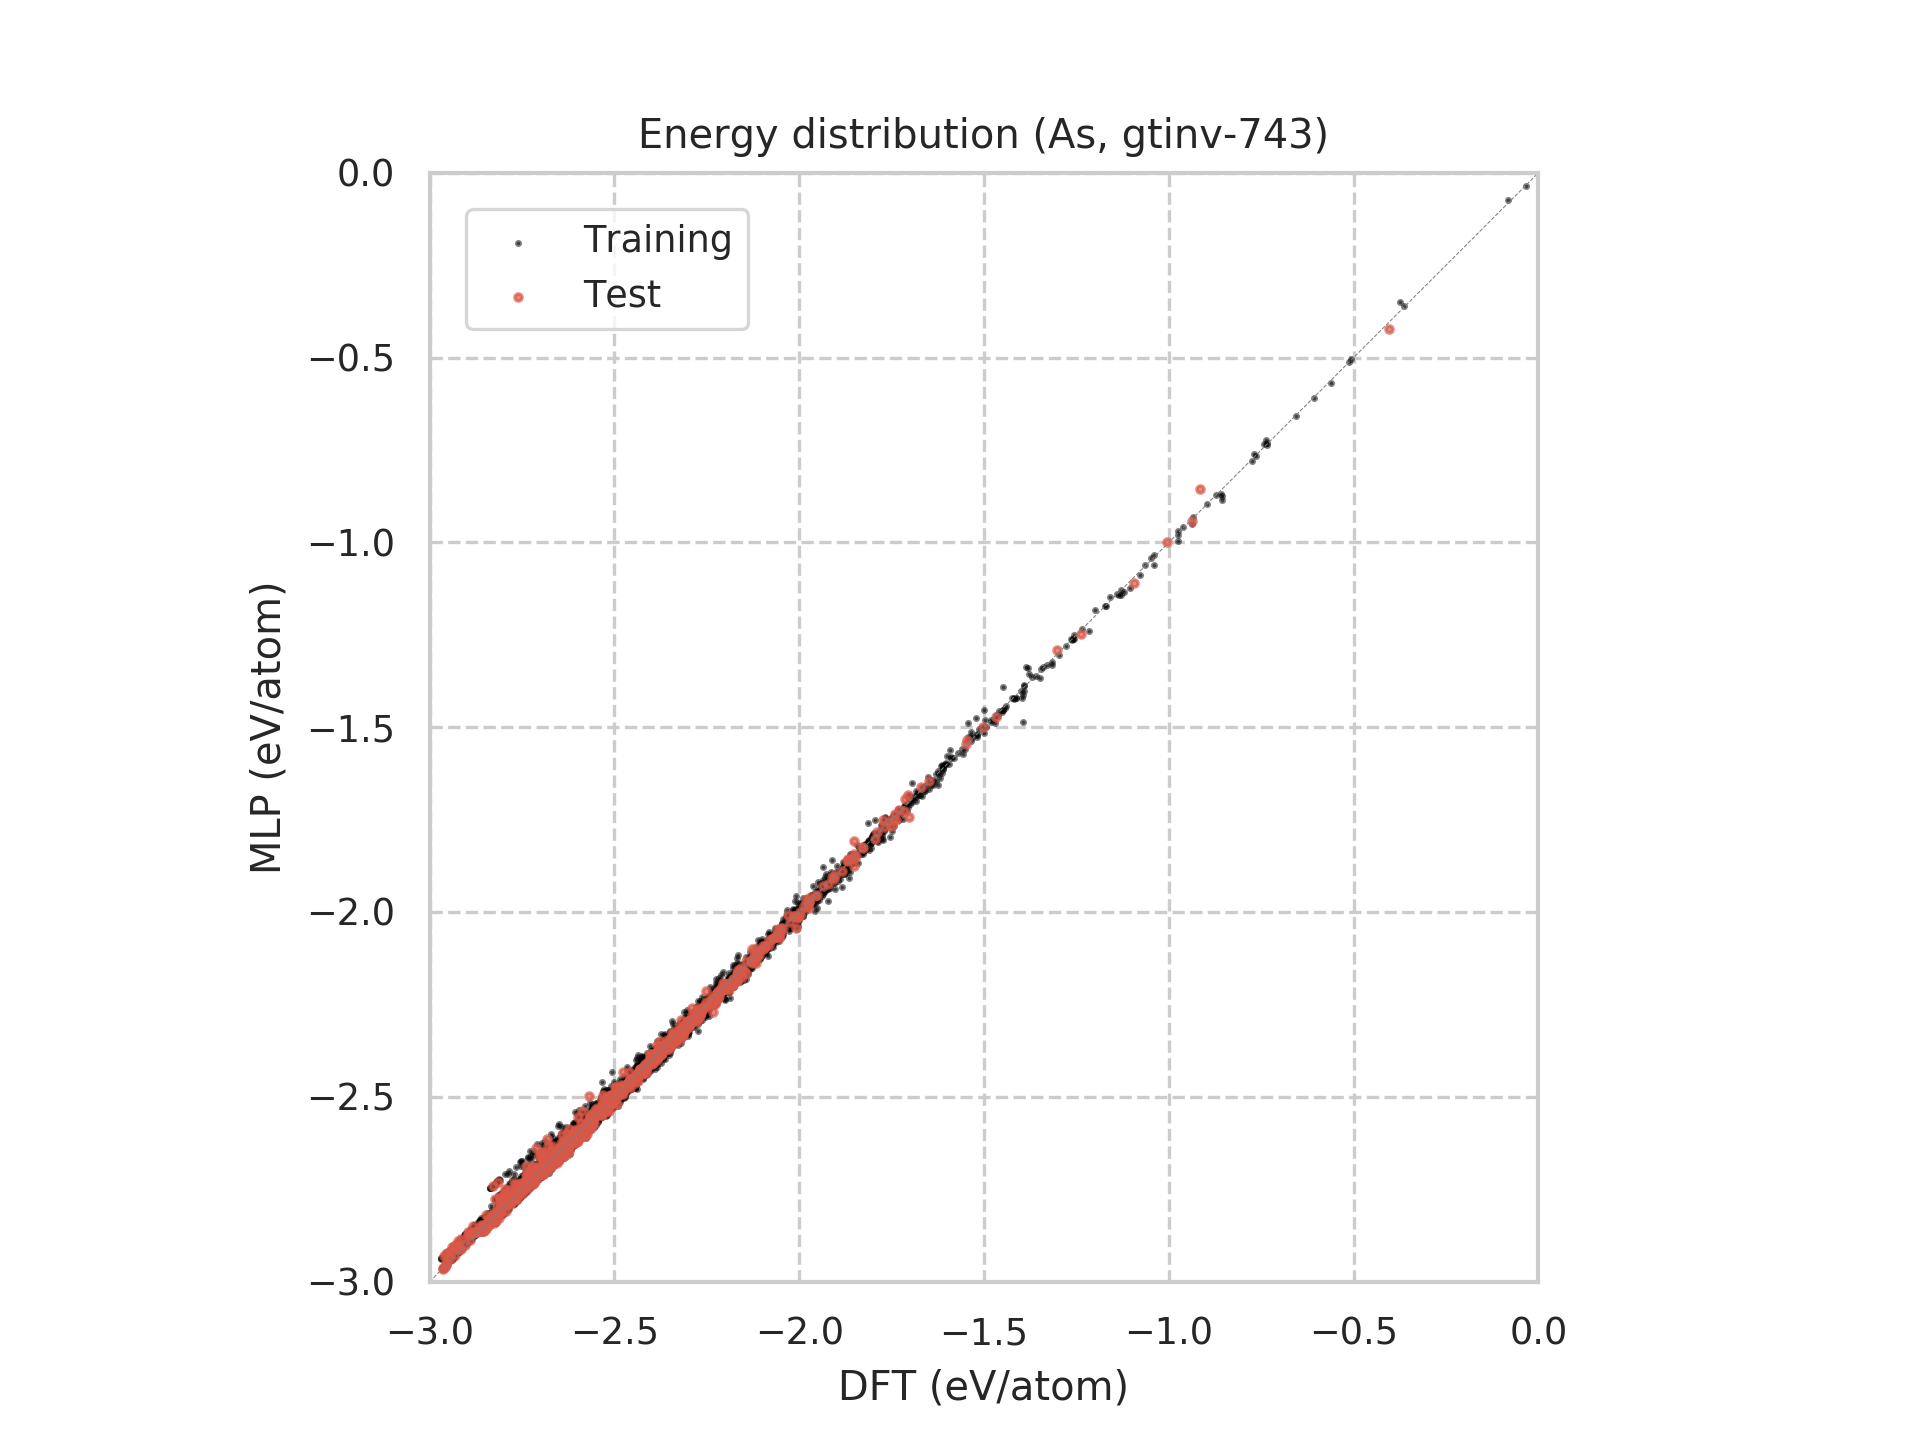 Energy distribution (As, gtinv-743)
0.0
Training
Test
−0.5
−1.0
−1.5
−2.0
−2.5
−3.0
MLP (eV/atom)
−3.0 −2.5 −2.0 −1.5 −1.0 −0.5 0.0
DFT (eV/atom)